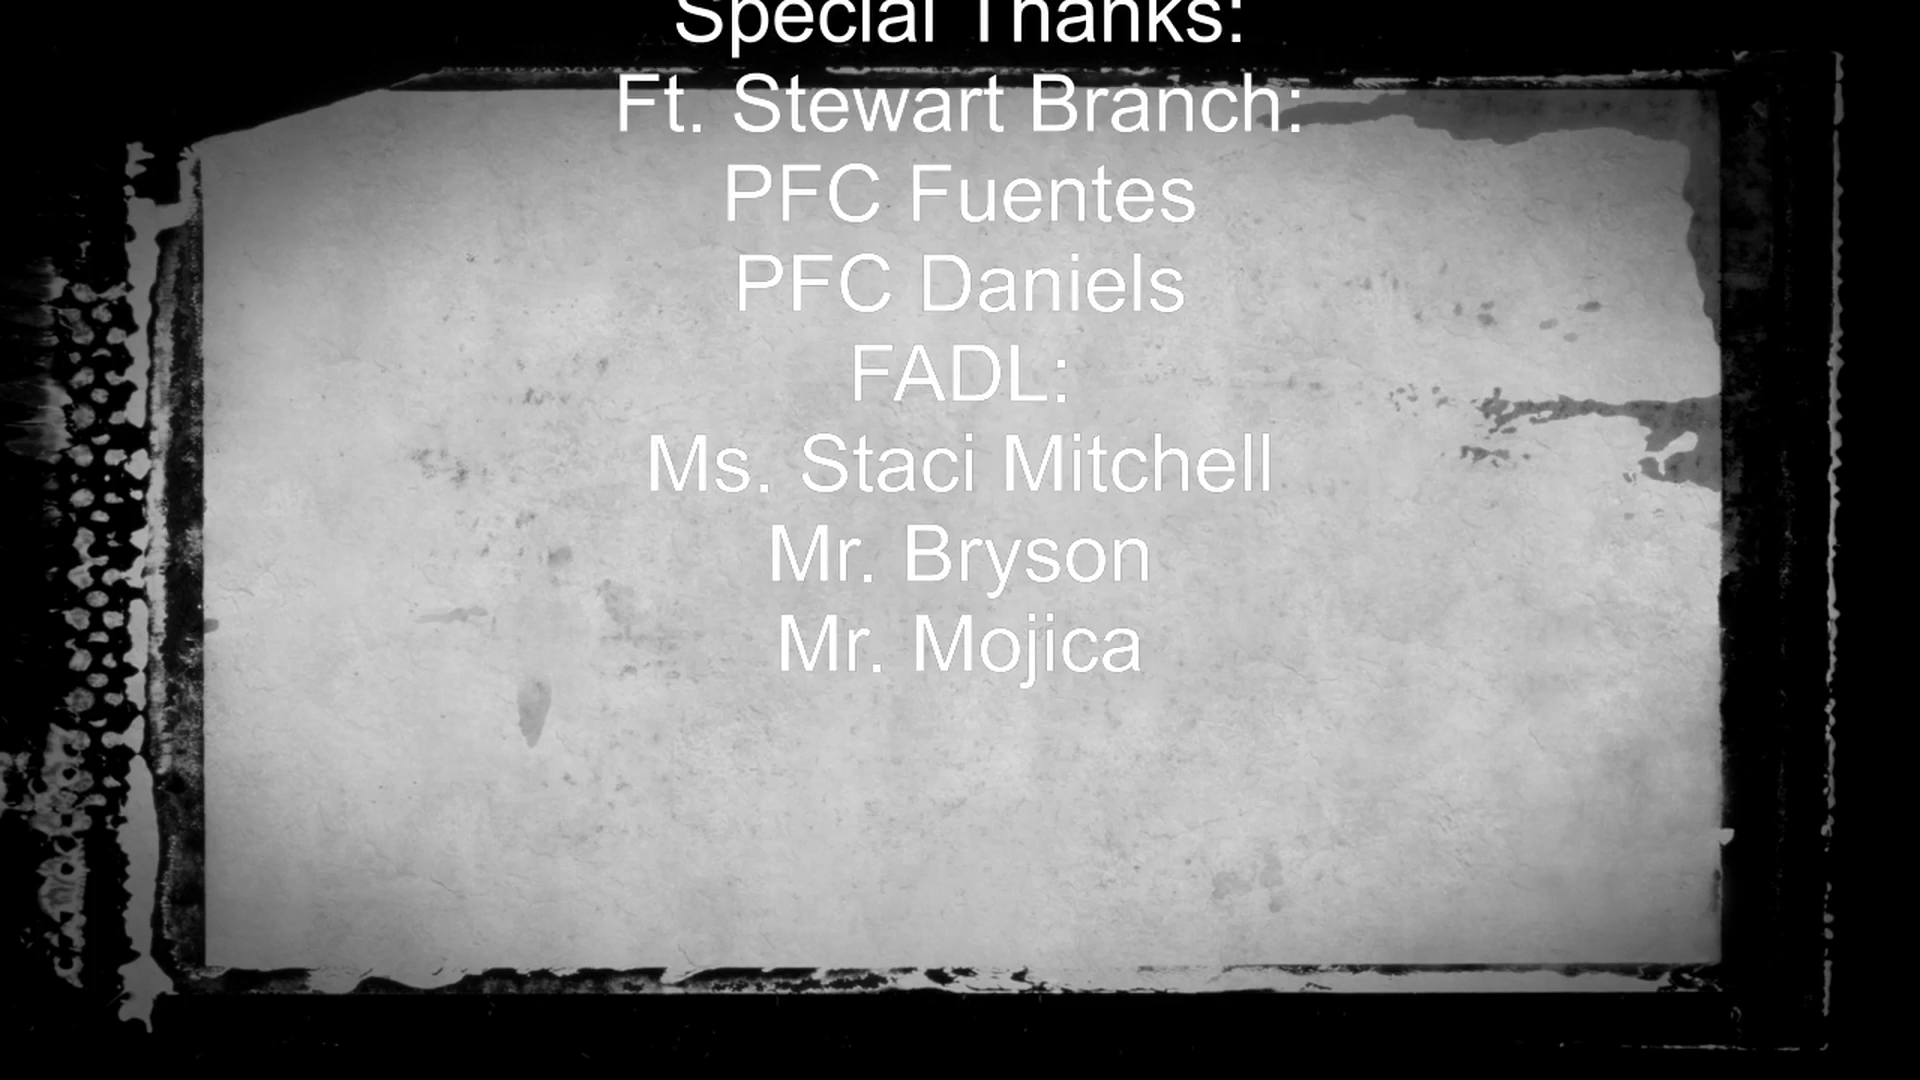 Special Thanks:
Ft. Stewart Branch:
PFC Fuentes
PFC Daniels
FADL:
Ms. Staci Mitchell
Mr. Bryson
Mr. Mojica